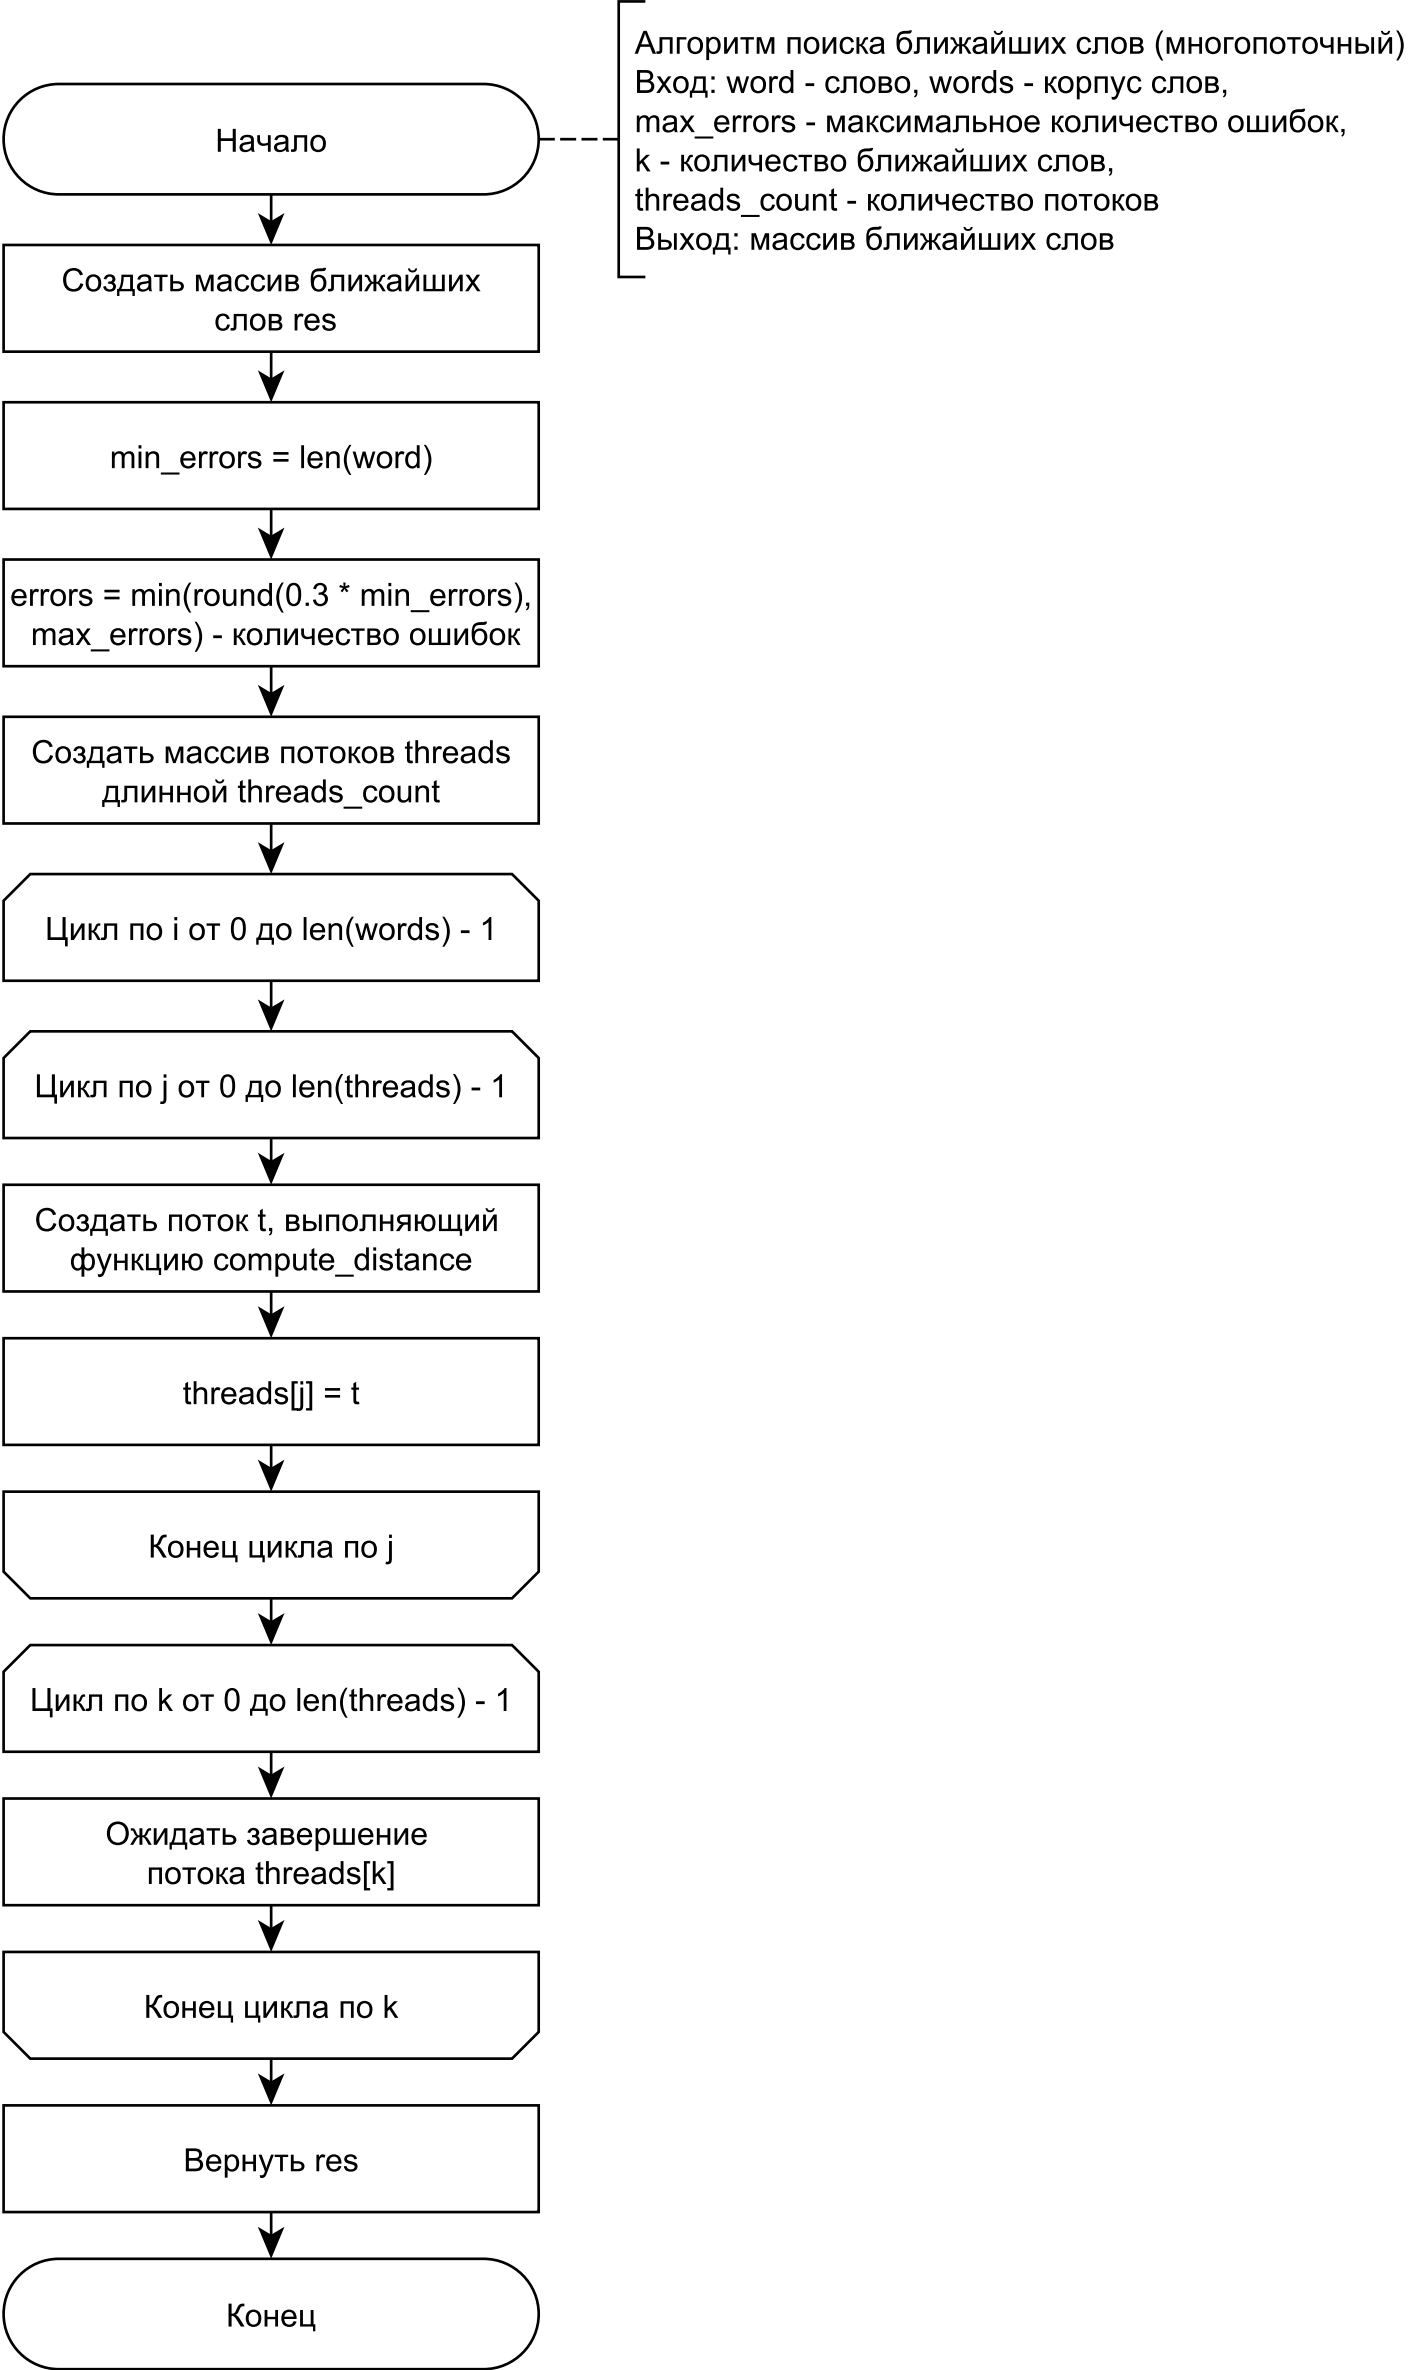 Алгоритм поиска ближайших слов (многопоточный)
Вход: word - слово, words - корпус слов,
max_errors - максимальное количество ошибок,
k - количество ближайших слов,
threads_count - количество потоков
Выход: массив ближайших слов
Начало
Создать массив ближайших
слов res
min_errors = len(word)
errors = min(round(0.3 * min_errors),
max_errors) - количество ошибок
Создать массив потоков threads
длинной threads_count
Цикл по i от 0 до len(words) - 1
Цикл по j от 0 до len(threads) - 1
Создать поток t, выполняющий
функцию compute_distance
threads[j] = t
Конец цикла по j
Цикл по k от 0 до len(threads) - 1
Ожидать завершение
потока threads[k]
Конец цикла по k
Вернуть res
Конец